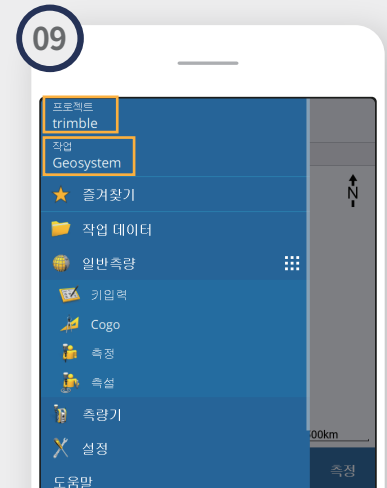 09
프로젝트
trimble
작업
Geosystem
즐겨찾기
N
작업 데이터
일반측량
키입력
Cogo
측정
측설
측량기
00km
설정
측정
도움말